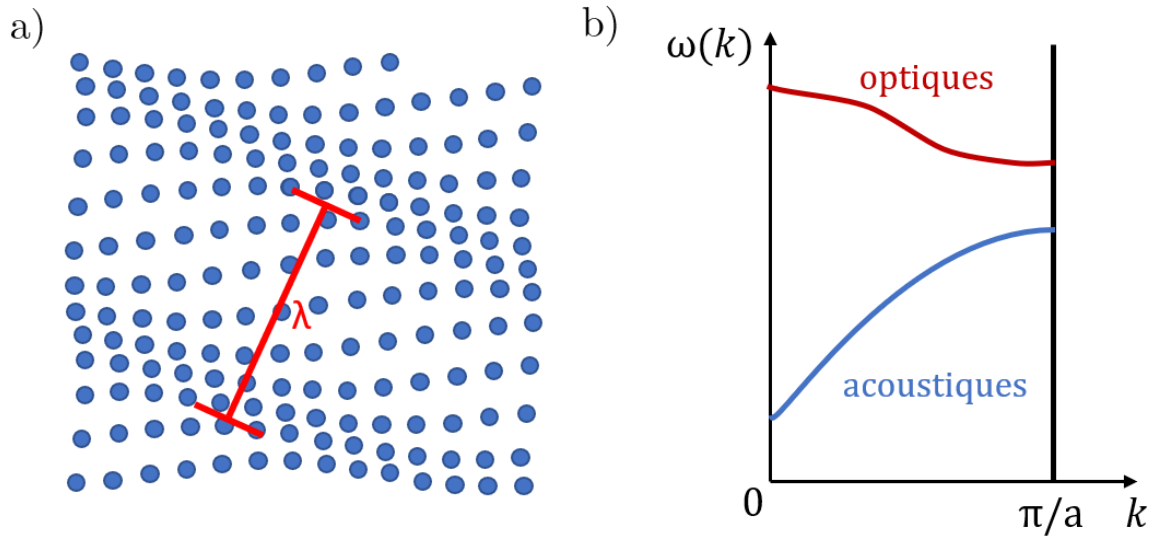 a)
λ
b)
ω(k)
optiques
acoustiques
0
π/a
k